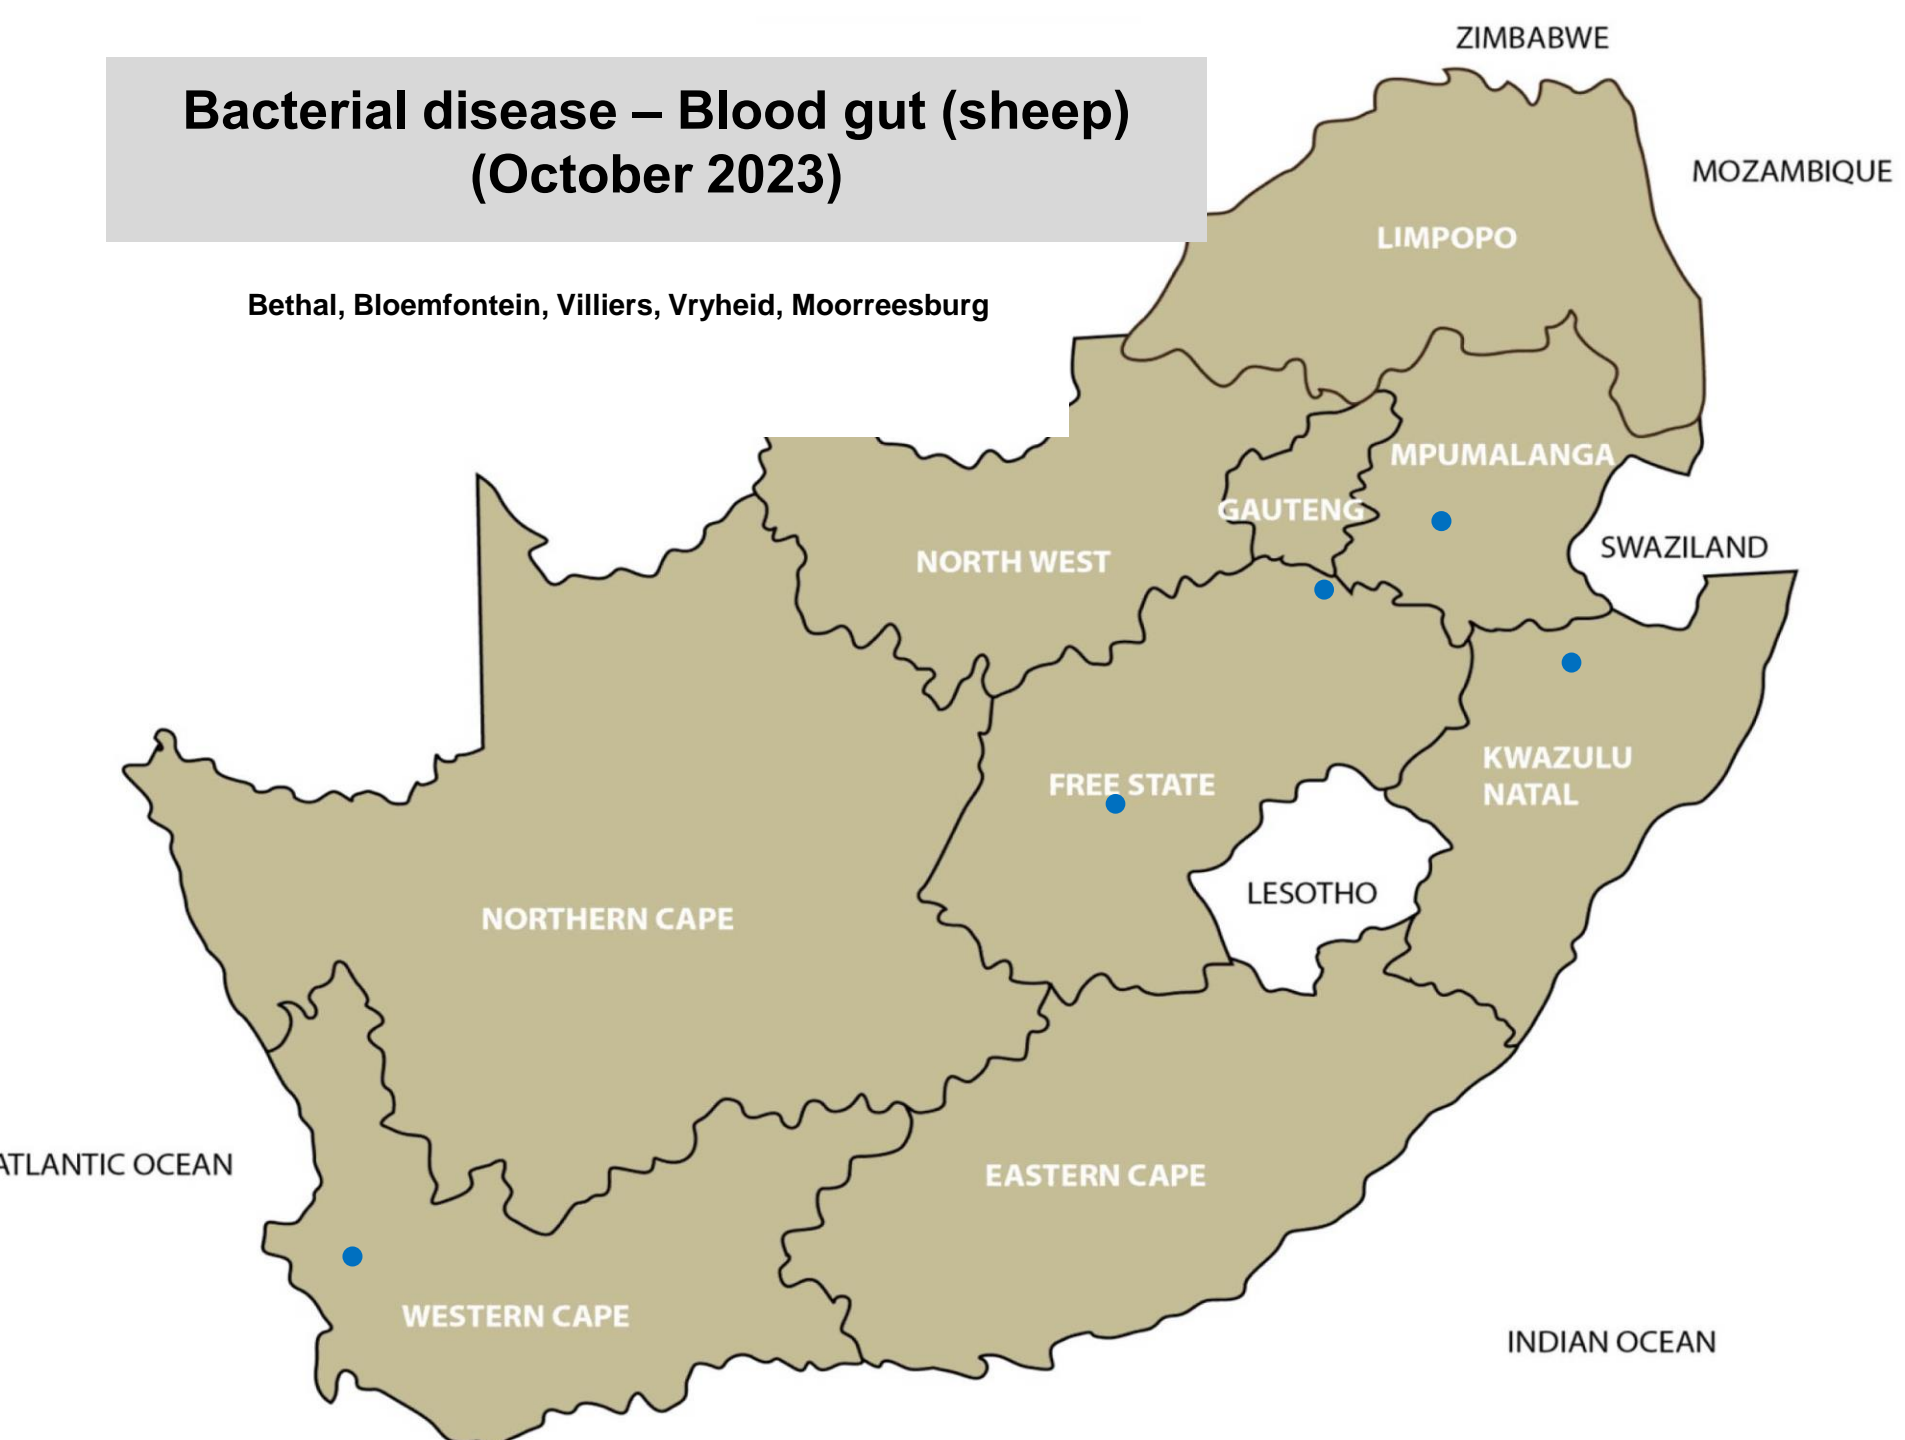 Bacterial disease – Blood gut (sheep)
(October 2023)
Bethal, Bloemfontein, Villiers, Vryheid, Moorreesburg
ZIMBABWE
MOZAMBIQUE
LIMPOPO
MPUMALANGA
GAUTENG
SWAZILAND
NORTH WEST
KWAZULU
NATAL
FREE STATE
LESOTHO
NORTHERN CAPE
ATLANTIC OCEAN
EASTERN CAPE
WESTERN CAPE
INDIAN OCEAN